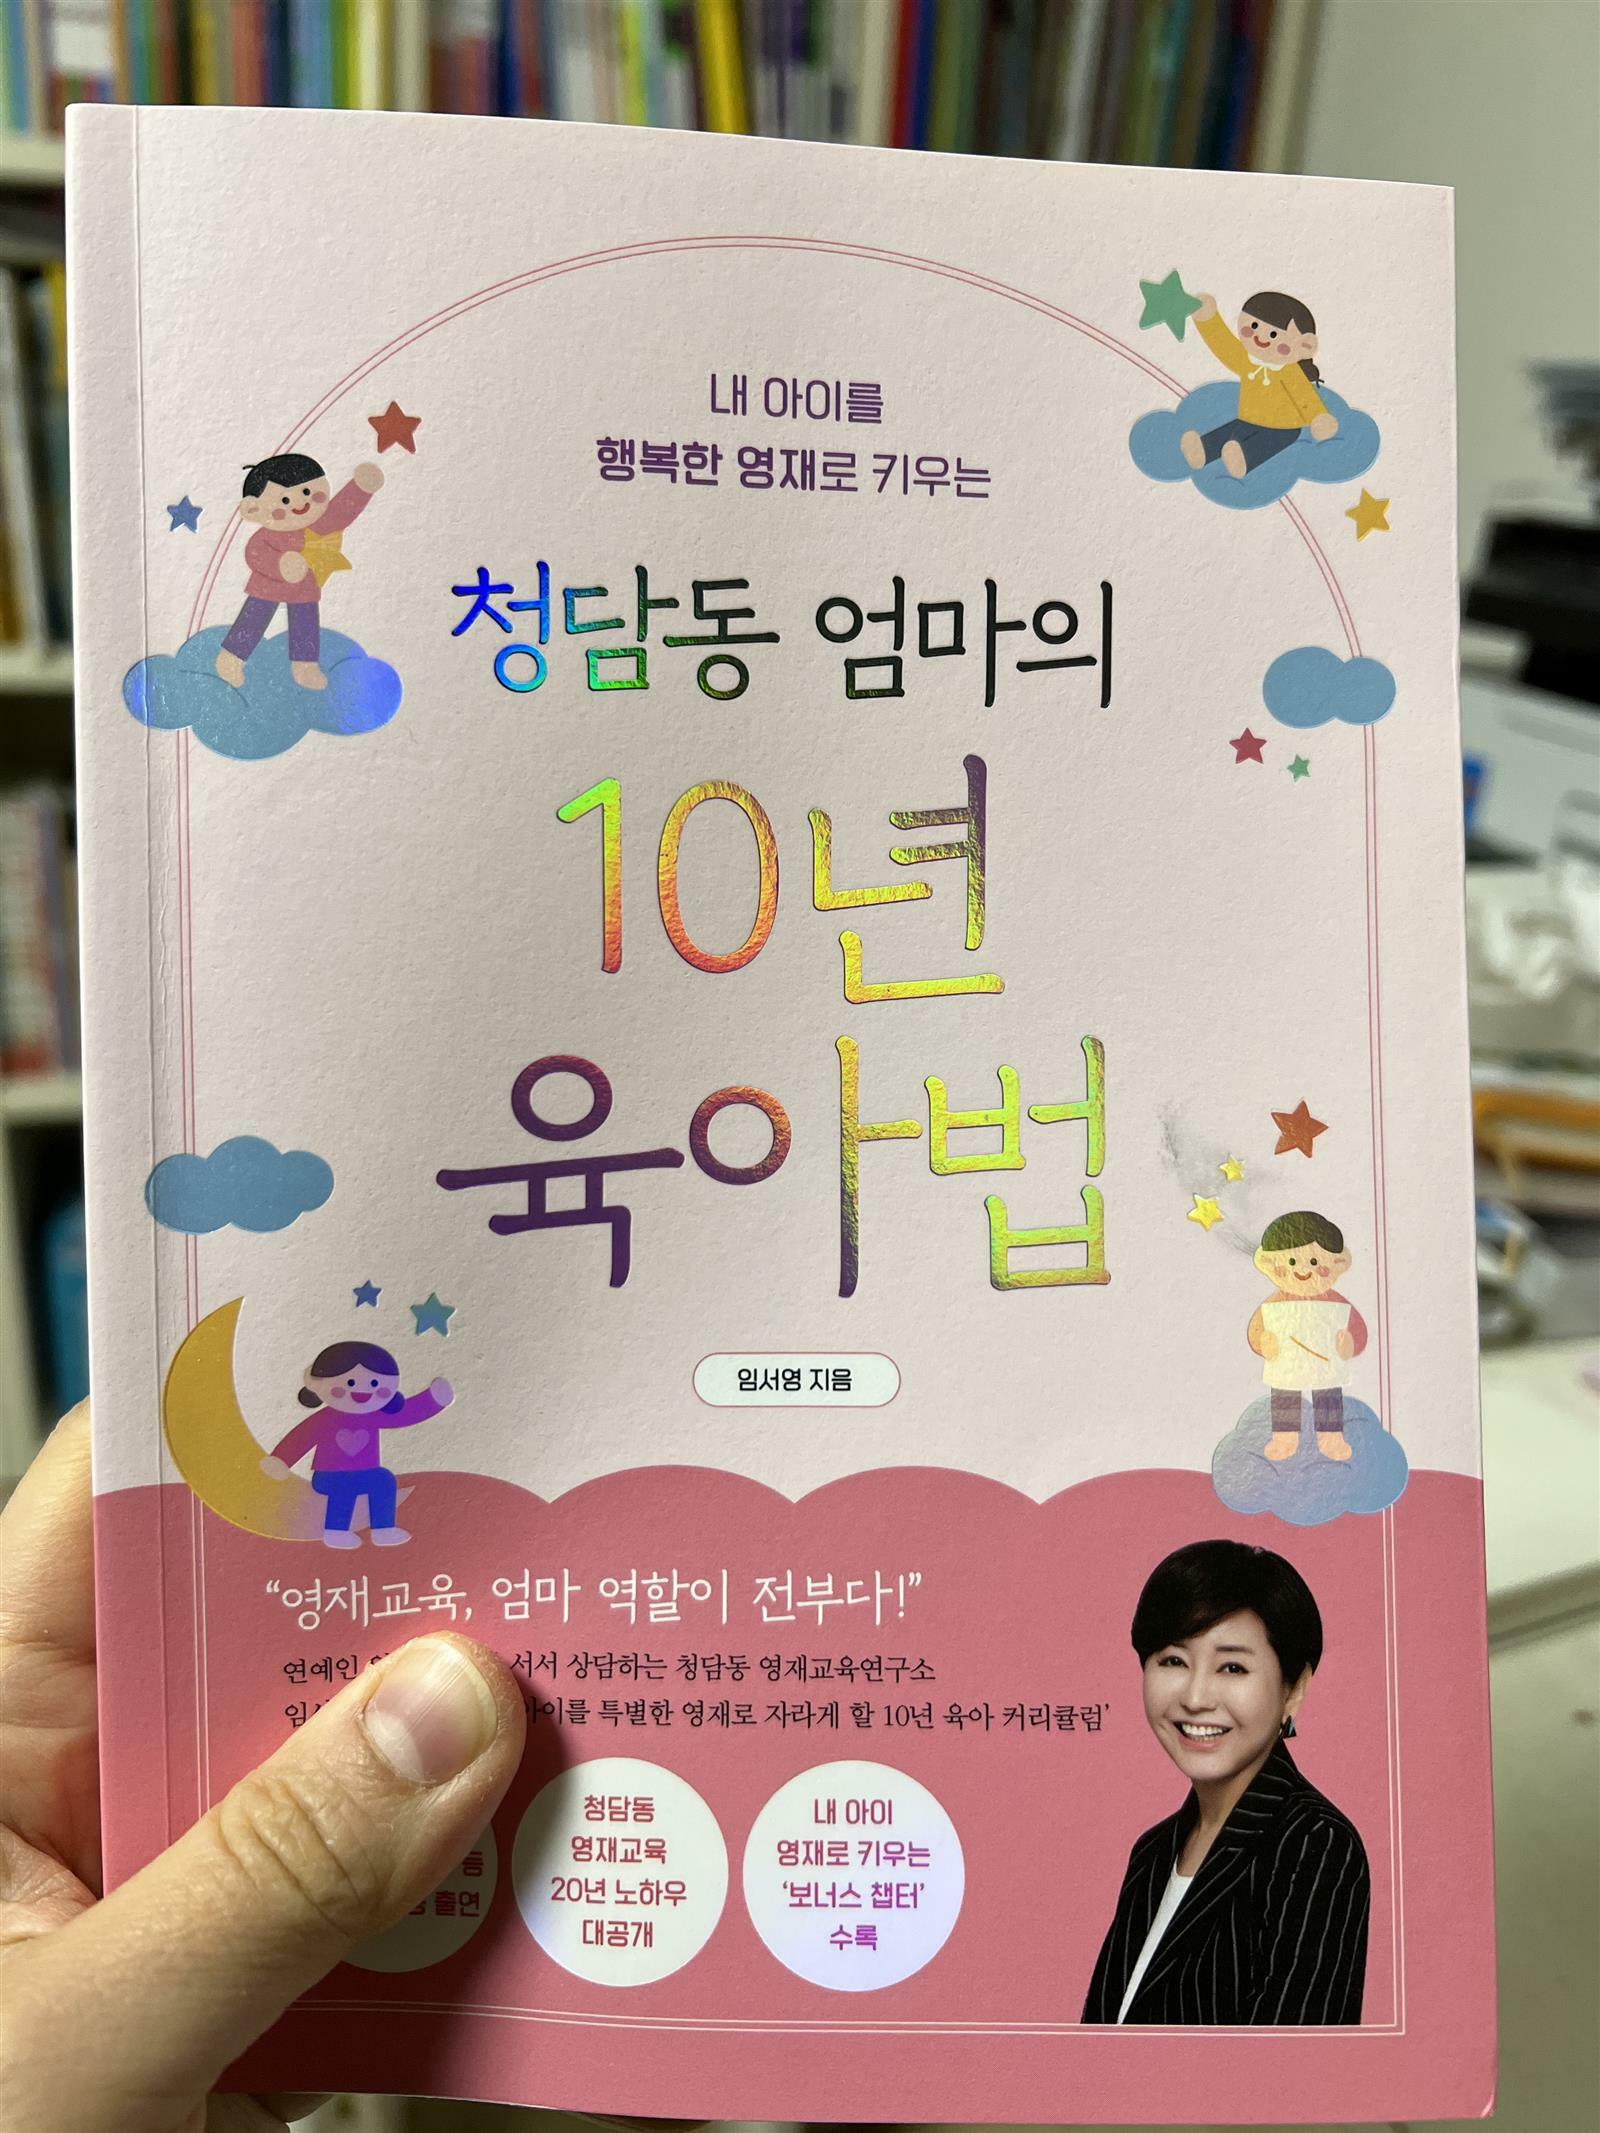 내 아이를
행복한 영재로 키우는
청담동 엄마의
10년
육아법
임서영 지음
“영재교육, 엄마 역할이 전부다!”
연예인 서서 상담하는 청담동 영재교육연구소
아이를 특별한 영재로 자라게 할 10년 육아 커리큘럼’
등
출연
청담동
영재교육
20년 노하우
대공개
내 아이
영재로 키우는
‘보너스 챕터’
수록